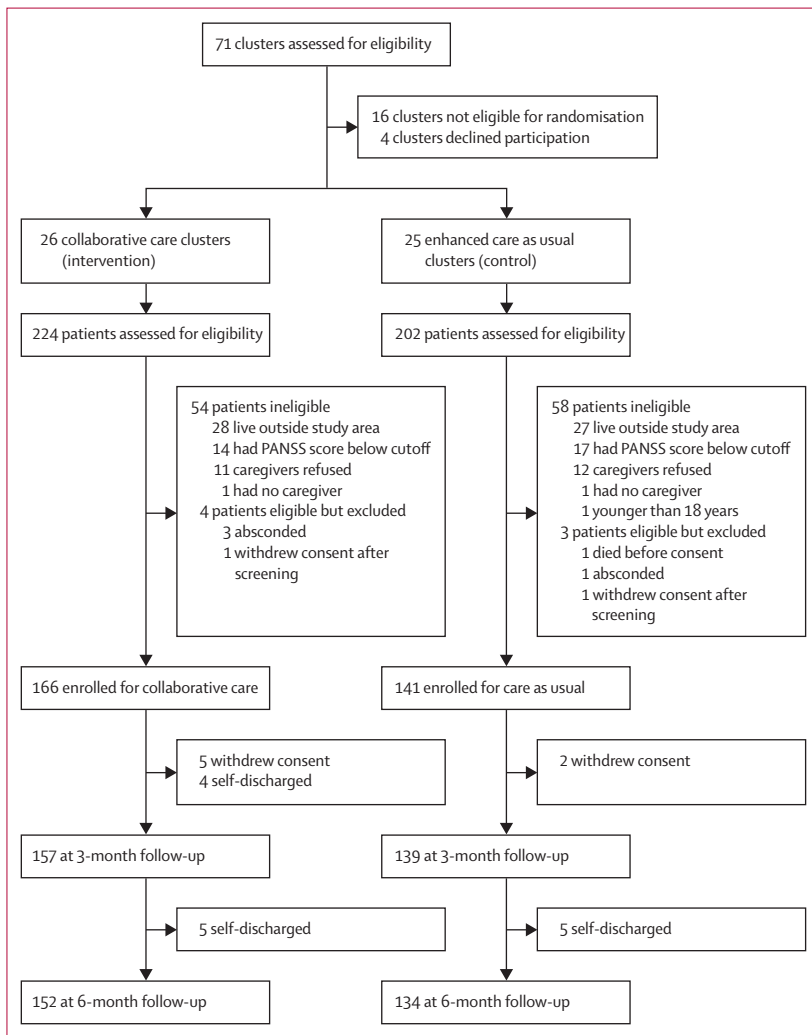 71 clusters assessed for eligibility
16 clusters not eligible for randomisation
4 clusters declined participation
26 collaborative care clusters
(intervention)
25 enhanced care as usual
clusters (control)
224 patients assessed for eligibility
202 patients assessed for eligibility
54 patients ineligible
28 live outside study area
14 had PANSS score below cutoff
11 caregivers refused
1 had no caregiver
4 patients eligible but excluded
3 absconded
1 withdrew consent after
screening
58 patients ineligible
27 live outside study area
17 had PANSS score below cutoff
12 caregivers refused
1 had no caregiver
1 younger than 18 years
3 patients eligible but excluded
1 died before consent
1 absconded
1 withdrew consent after
screening
166 enrolled for collaborative care
141 enrolled for care as usual
5 withdrew consent
4 self-discharged
2 withdrew consent
157 at 3-month follow-up
139 at 3-month follow-up
5 self-discharged
5 self-discharged
152 at 6-month follow-up
134 at 6-month follow-up